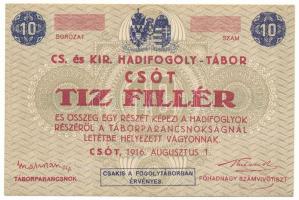 10 10
SOROZAT SZÁM
CS. és KIR. HADIFOGOLY-TÁBOR
CSÓT
TIZ FILLÉR
ÉS ÖSSZEG EGY RÉSZÉT KÉPEZI A HADIFOGLYOK
RÉSZÉRŐL A TÁBORPARANCSNOKSÁGNÁL
LETÉTBE HELYEZETT VAGYONNAK.
CSÓT, 1916. AUGUSZTUS 1.
TÁBORPARANCSNOK
CSAKIS A FOGOLYTÁBORBAN
ÉRVÉNYES.
FŐHADNAGY SZÁMVIVŐTISZT